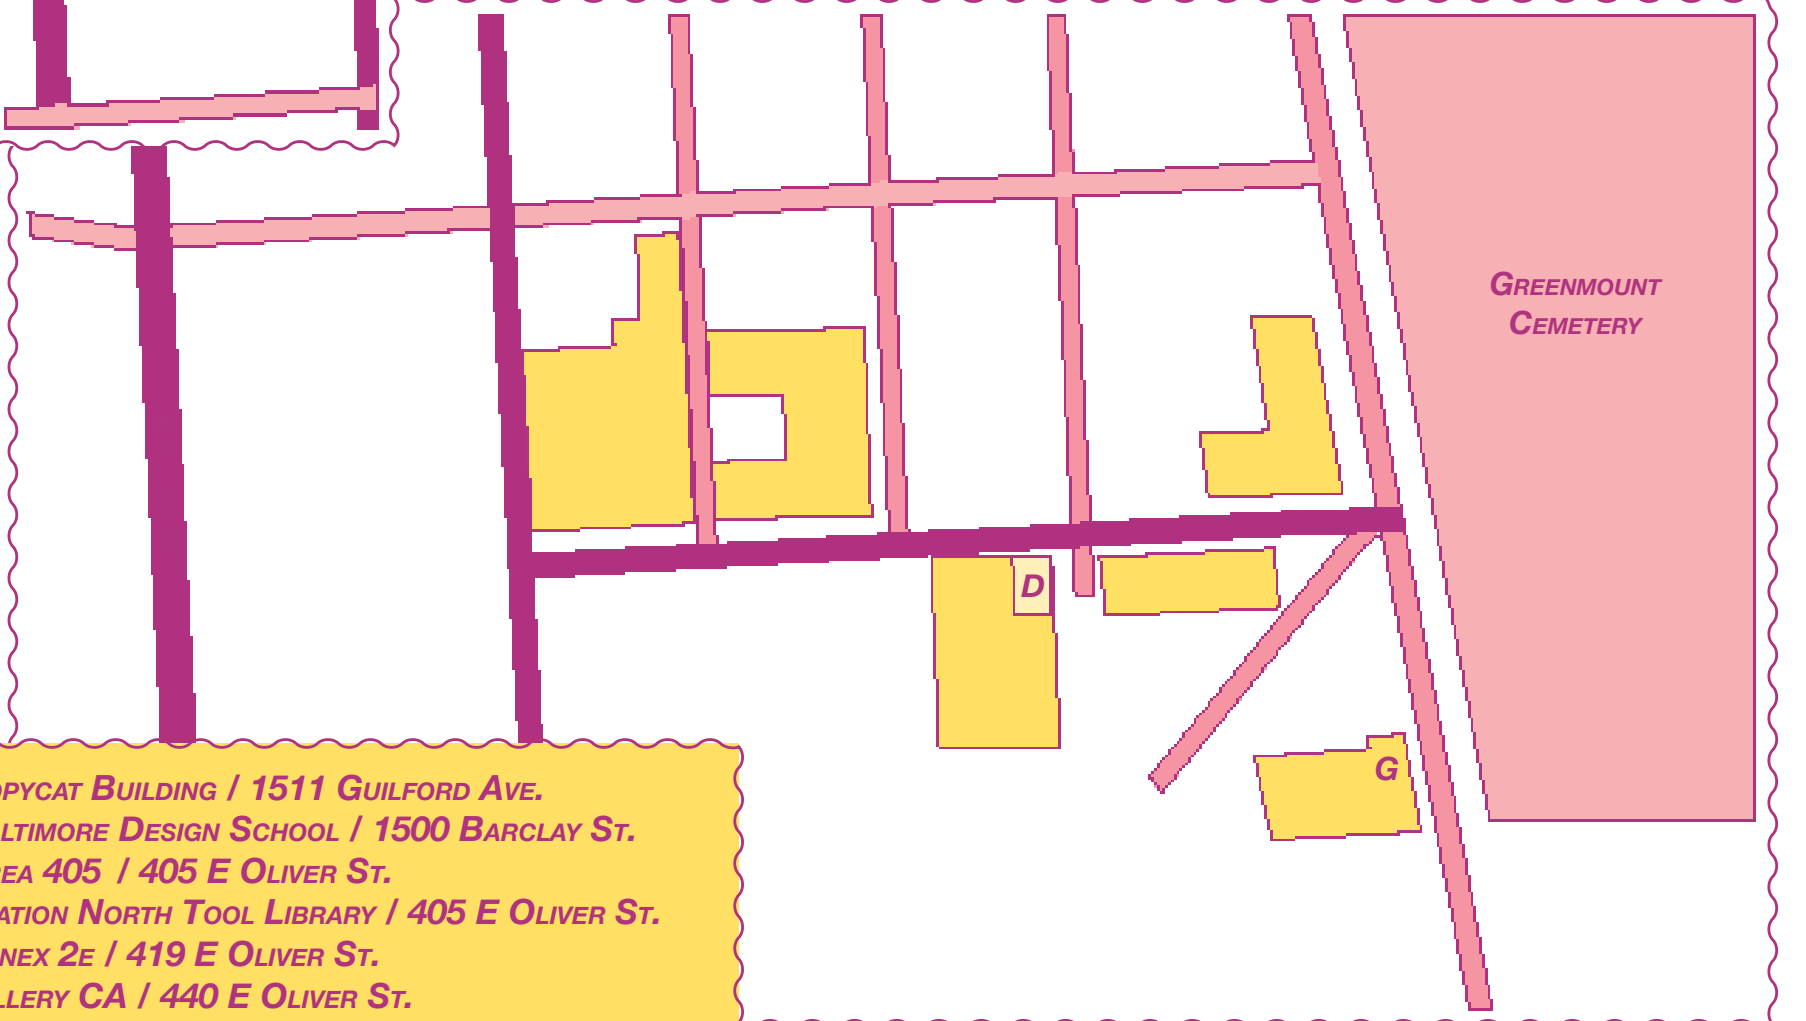 Greenmount
Cemetery
D
G
opycat Building / 1511 Guilford Ave.
ltimore Design School / 1500 Barclay St.
ea 405 / 405 E Oliver St.
ation North Tool Library / 405 E Oliver St.
nex 2e / 419 E Oliver St.
llery CA / 440 E Oliver St.